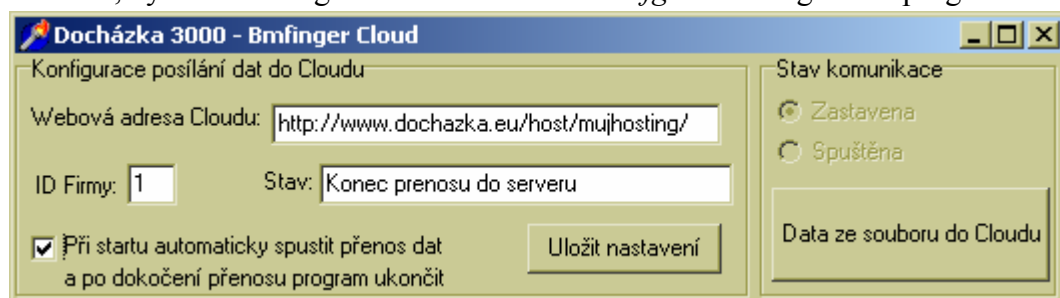 Docházka 3000 - Bmfinger Cloud
Konfigurace posílání dat do Cloudu
Webová adresa Cloudu: http://www.dochazka.eu/host/mujhosting/
ID Firmy: 1 Stav: Konec prenosu do serveru
Při startu automaticky spustit přenos dat
a po dokočení přenosu program ukončit
Uložit nastavení
Stav komunikace
Zastavena
Spuštěna
Data ze souboru do Cloudu